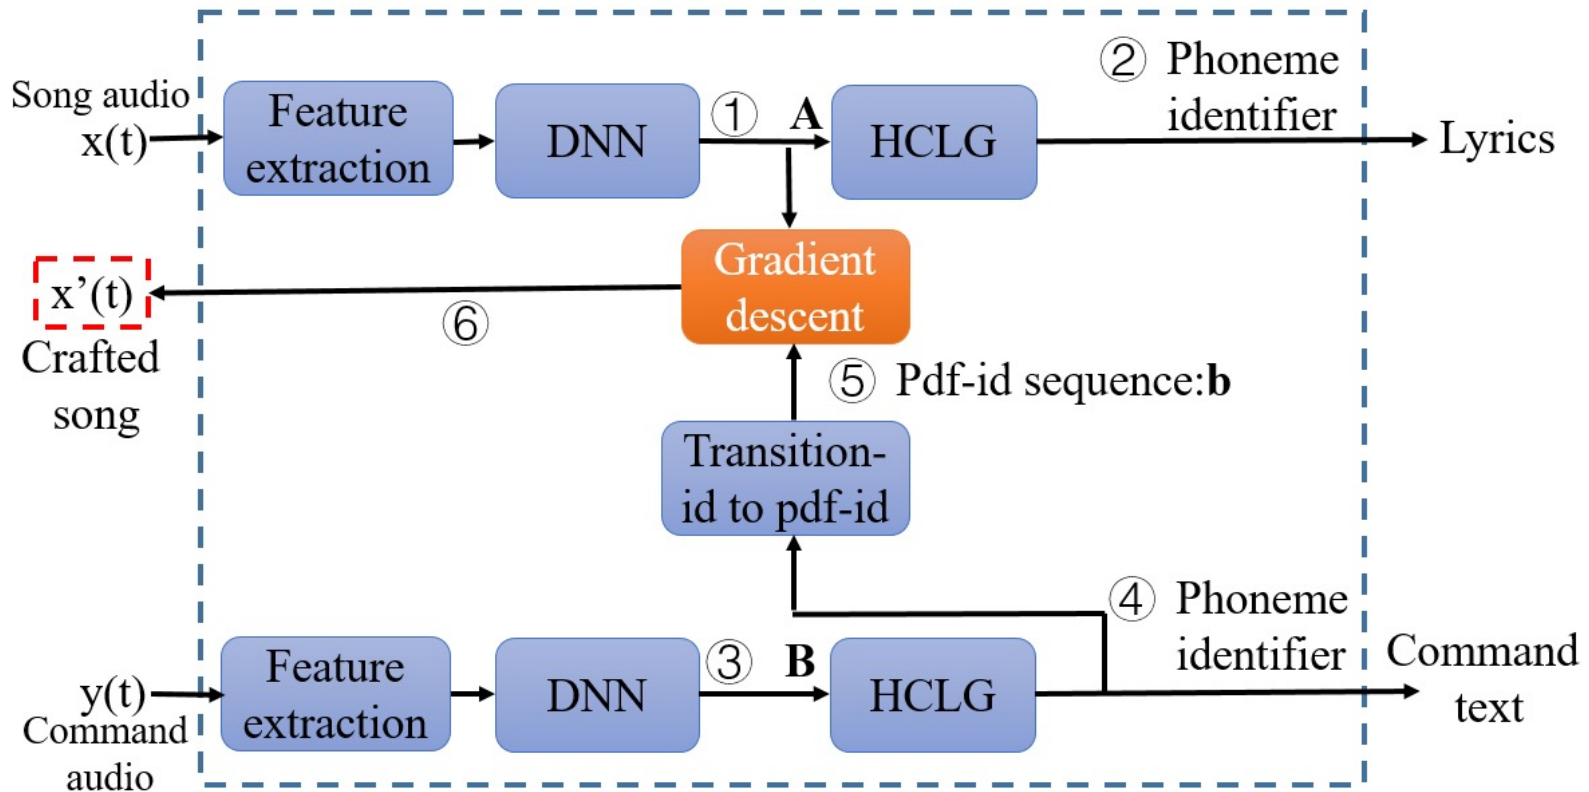 Song audio
x(t)
Feature
extraction
DNN
①
A
HCLG
② Phoneme
identifier
Lyrics
x’(t)
Crafted
song
⑥
Gradient
descent
⑤ Pdf-id sequence:b
Transition-
id to pdf-id
y(t)
Command
audio
Feature
extraction
DNN
③
B
HCLG
④ Phoneme
identifier
Command
text